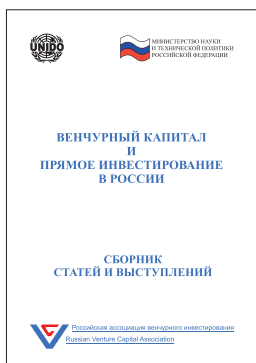 UNIDO
МИНИСТЕРСТВО НАУКИ
И ТЕХНИЧЕСКОЙ ПОЛИТИКИ
РОССИЙСКОЙ ФЕДЕРАЦИИ
ВЕНЧУРНЫЙ КАПИТАЛ
И
ПРЯМОЕ ИНВЕСТИРОВАНИЕ
В РОССИИ
СБОРНИК
СТАТЕЙ И ВЫСТУПЛЕНИЙ
Российская ассоциация венчурного инвестирования
Russian Venture Capital Association